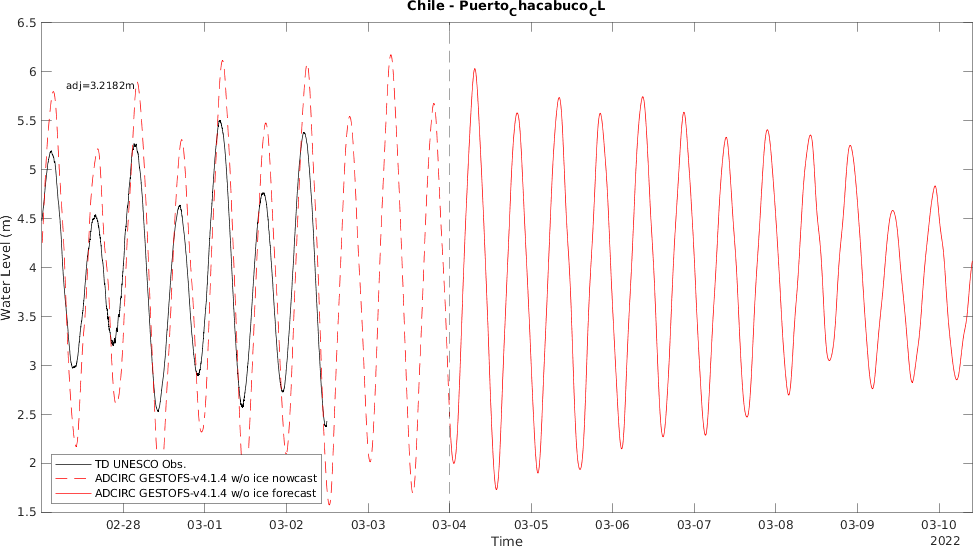 Chile - Puerto_Chacabuco_CL
6.5
6
adj=3.2182m
5.5
5
4.5
4
3.5
3
2.5
2
1.5
Water Level (m)
TD UNESCO Obs.
ADCIRC GESTOFS-v4.1.4 w/o ice nowcast
ADCIRC GESTOFS-v4.1.4 w/o ice forecast
02-28 03-01 03-02 03-03 03-04 03-05 03-06 03-07 03-08 03-09 03-10
Time
2022